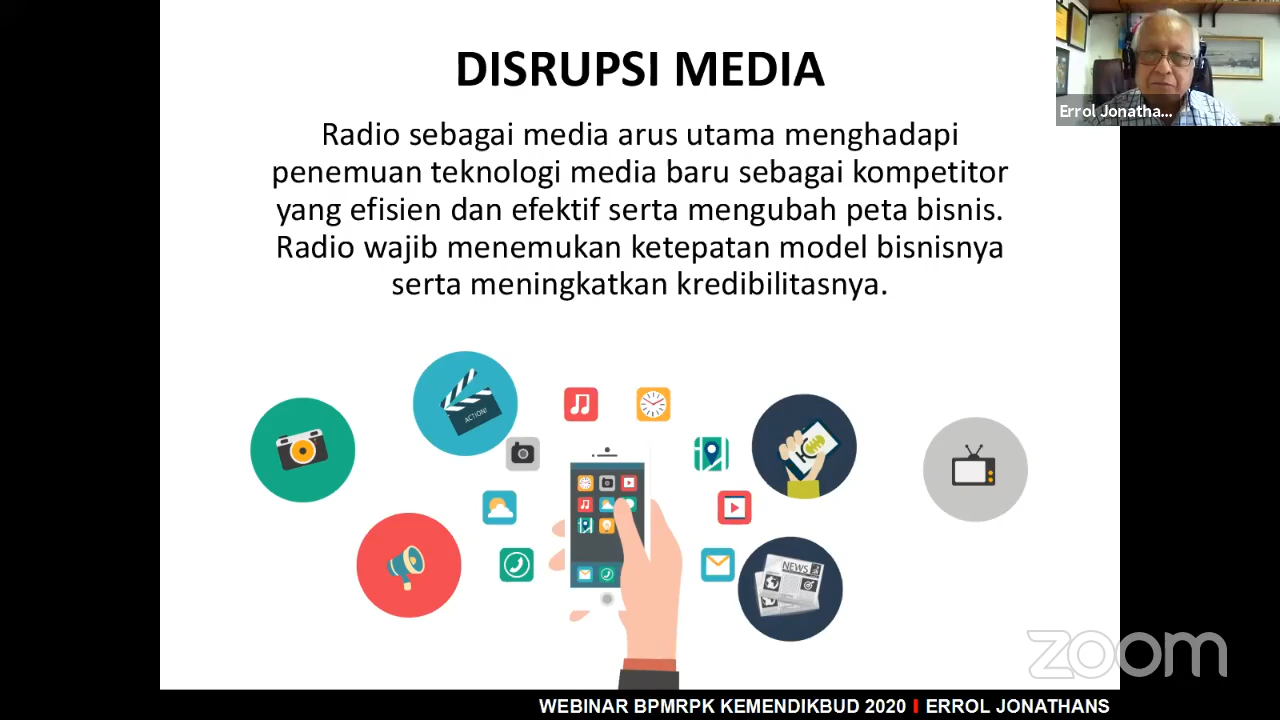 DISRUPSI MEDIA
Errol Jonatha...
Radio sebagai media arus utama menghadapi
penemuan teknologi media baru sebagai kompetitor
yang efisien dan efektif serta mengubah peta bisnis.
Radio wajib menemukan ketepatan model bisnisnya
serta meningkatkan kredibilitasnya.
ACTION!
NEWS
zoom
WEBINAR BPMRPK KEMENDIKBUD 2020 | ERROL JONATHANS